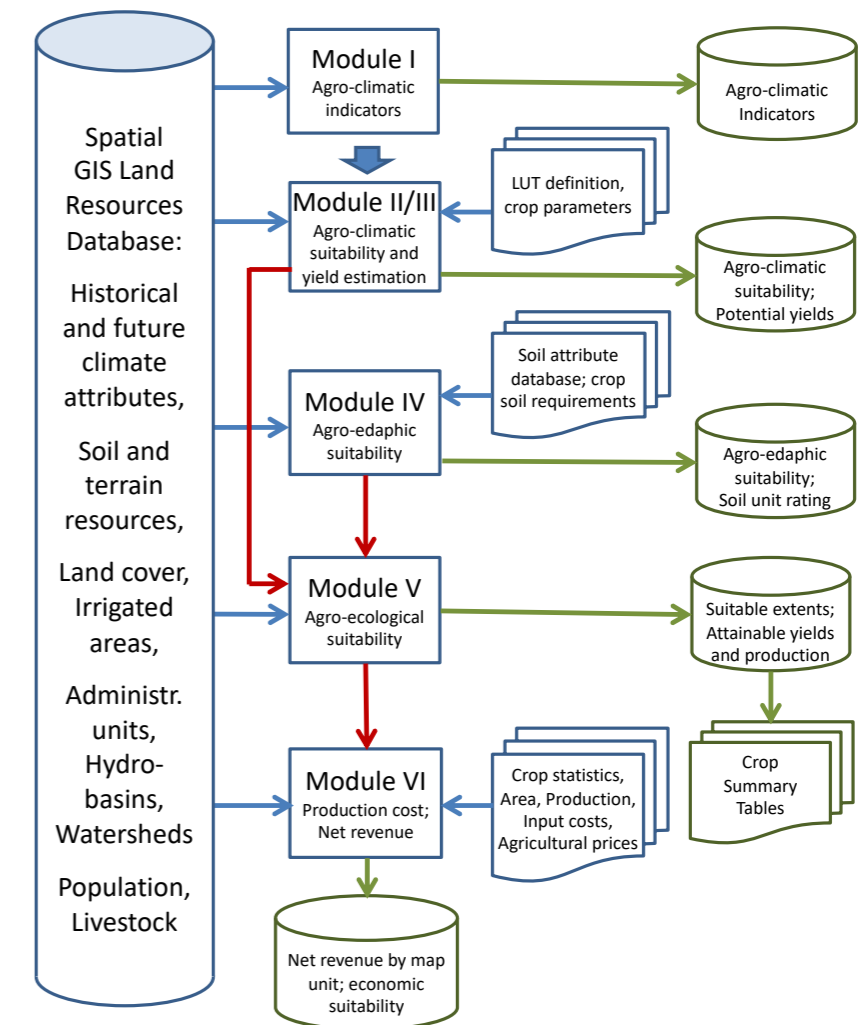 Spatial
GIS Land
Resources
Database:
Historical
and future
climate
attributes,
Soil and
terrain
resources,
Land cover,
Irrigated
areas,
Administr.
units,
Hydro-
basins,
Watersheds
Population,
Livestock
Module I
Agro-climatic
indicators
Agro-climatic
Indicators
Module II/III
Agro-climatic
suitability and
yield estimation
LUT definition,
crop parameters
Agro-climatic
suitability;
Potential yields
Module IV
Agro-edaphic
suitability
Soil attribute
database; crop
soil requirements
Agro-edaphic
suitability;
Soil unit rating
Module V
Agro-ecological
suitability
Suitable extents;
Attainable yields
and production
Module VI
Production cost;
Net revenue
Crop statistics,
Area, Production,
Input costs,
Agricultural prices
Crop
Summary
Tables
Net revenue by map
unit; economic
suitability